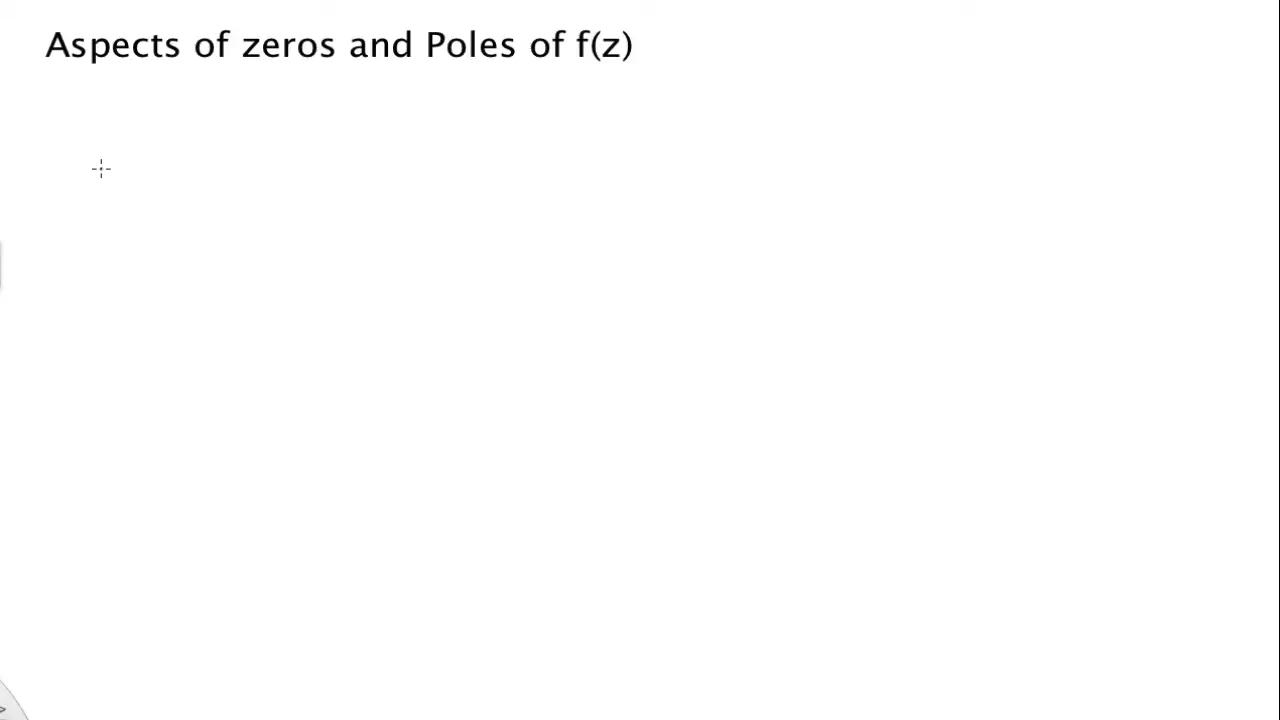 Aspects of zeros and Poles of f(z)